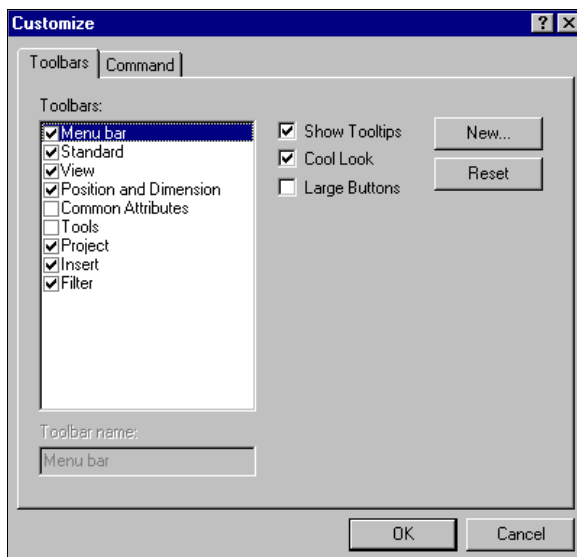 Customize
Toolbars Command
Toolbars:
Menu bar
Standard
View
Position and Dimension
Common Attributes
Tools
Project
Insert
Filter
Show Tooltips
Cool Look
Large Buttons
New...
Reset
Toolbar name:
Menu bar
OK Cancel